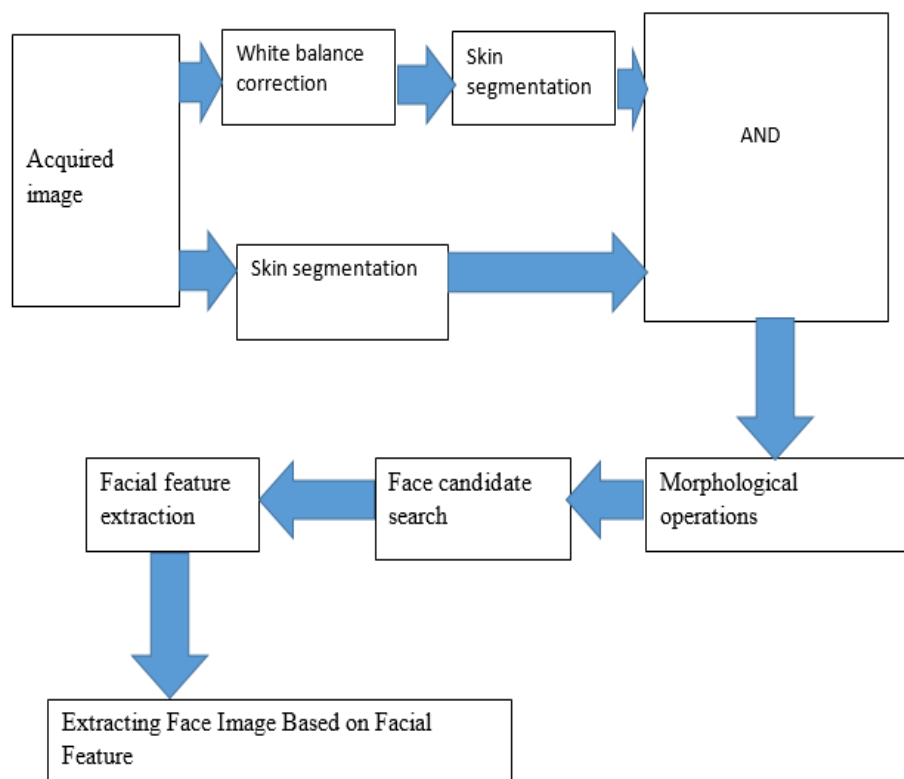 Acquired
image
White balance
correction
Skin
segmentation
AND
Skin segmentation
Morphological
operations
Face candidate
search
Facial feature
extraction
Extracting Face Image Based on Facial
Feature